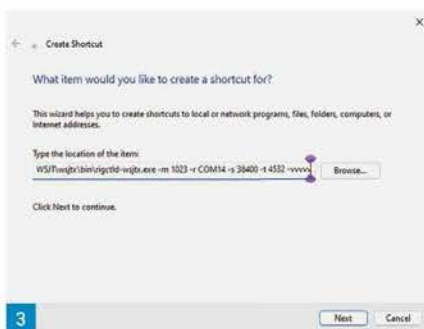 Create Shortcut
What item would you like to create a shortcut for?
This wizard helps you to create shortcuts to local or network programs, files, folders, computers, or
Internet addresses.
Type the location of the item:
WSJT\wsjtx\bin\rigctld-wsjtx.exe -m 1023 -r COM14 -s 38400 -t 4532 -vvvvv
Browse...
Click Next to continue.
3
Next
Cancel